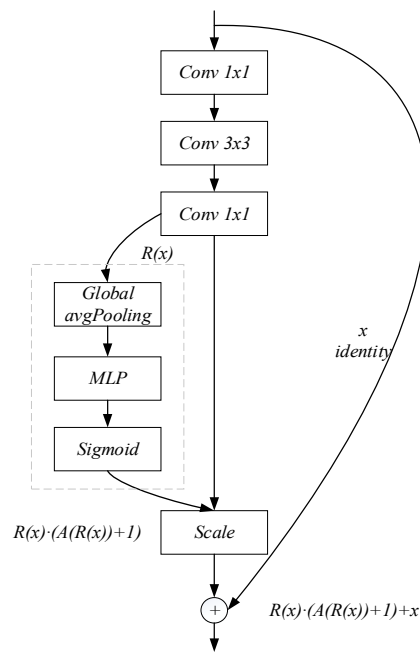 Conv 1x1
Conv 3x3
Conv 1x1
R(x)
Global
avgPooling
x
identity
MLP
Sigmoid
R(x)·(A(R(x))+1)
Scale
+
R(x)·(A(R(x))+1)+x